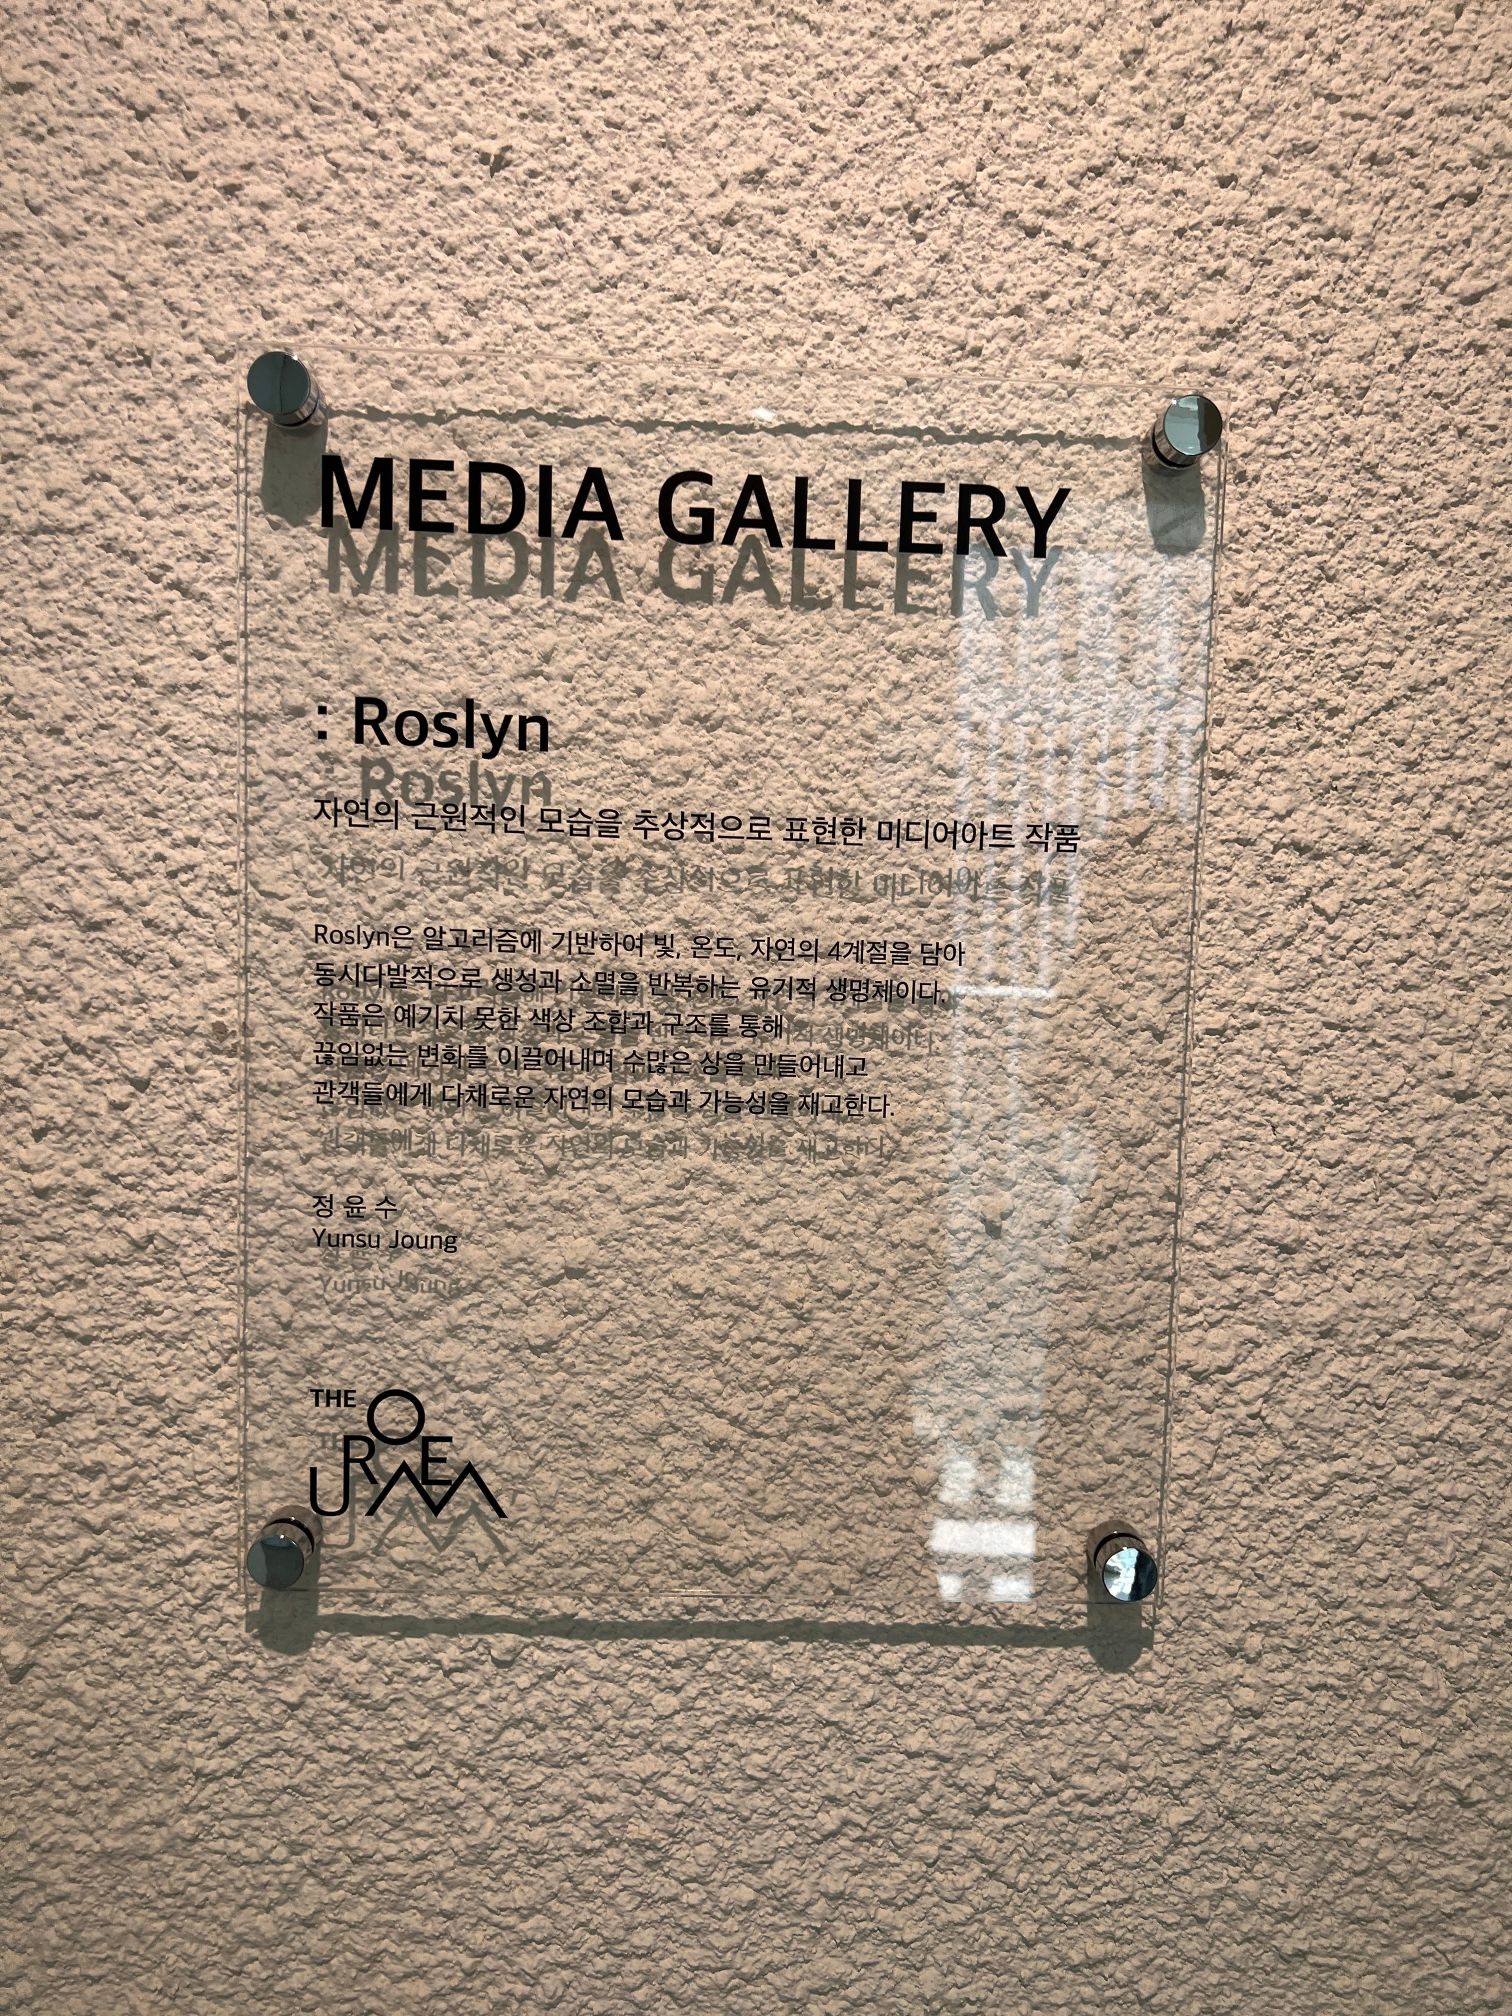 MEDIA GALLERY
: Roslyn
자연의 근원적인 모습을 추상적으로 표현한 미디어아트 작품
Roslyn은 알고리즘에 기반하여 빛, 온도, 자연의 4계절을 담아
동시다발적으로 생성과 소멸을 반복하는 유기적 생명체이다.
작품은 예기치 못한 색상 조합과 구조를 통해
끊임없는 변화를 이끌어내며 수많은 상을 만들어내고
관객들에게 다채로운 자연의 모습과 가능성을 재고한다.
정 윤 수
Yunsu Joung
THE